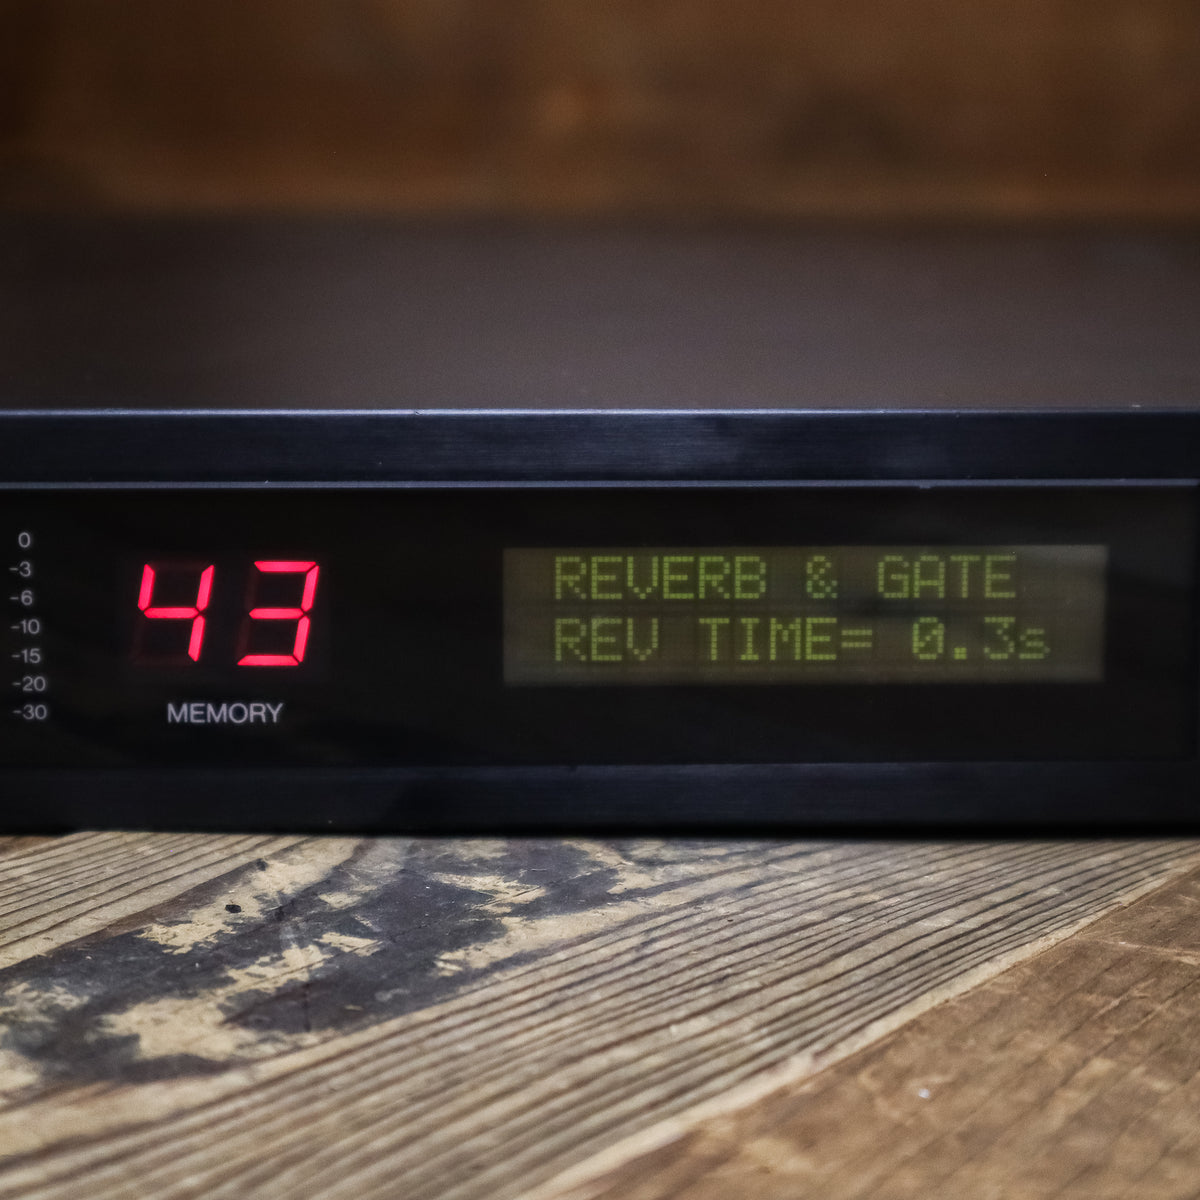 0
-3
-6
-10
-15
-20
-30
43
MEMORY
REVERB & GATE
REV TIME= 0.3s